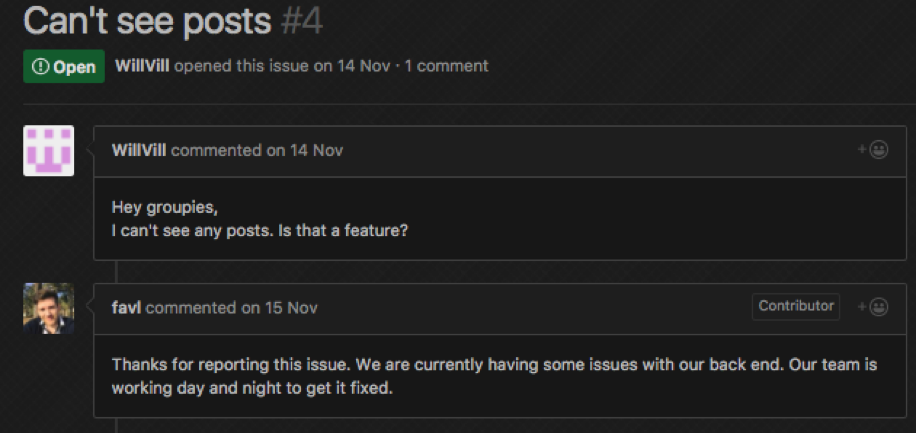 Can't see posts #4
Open WillVill opened this issue on 14 Nov · 1 comment
WillVill commented on 14 Nov
Hey groupies,
I can't see any posts. Is that a feature?
favl commented on 15 Nov Contributor
Thanks for reporting this issue. We are currently having some issues with our back end. Our team is
working day and night to get it fixed.